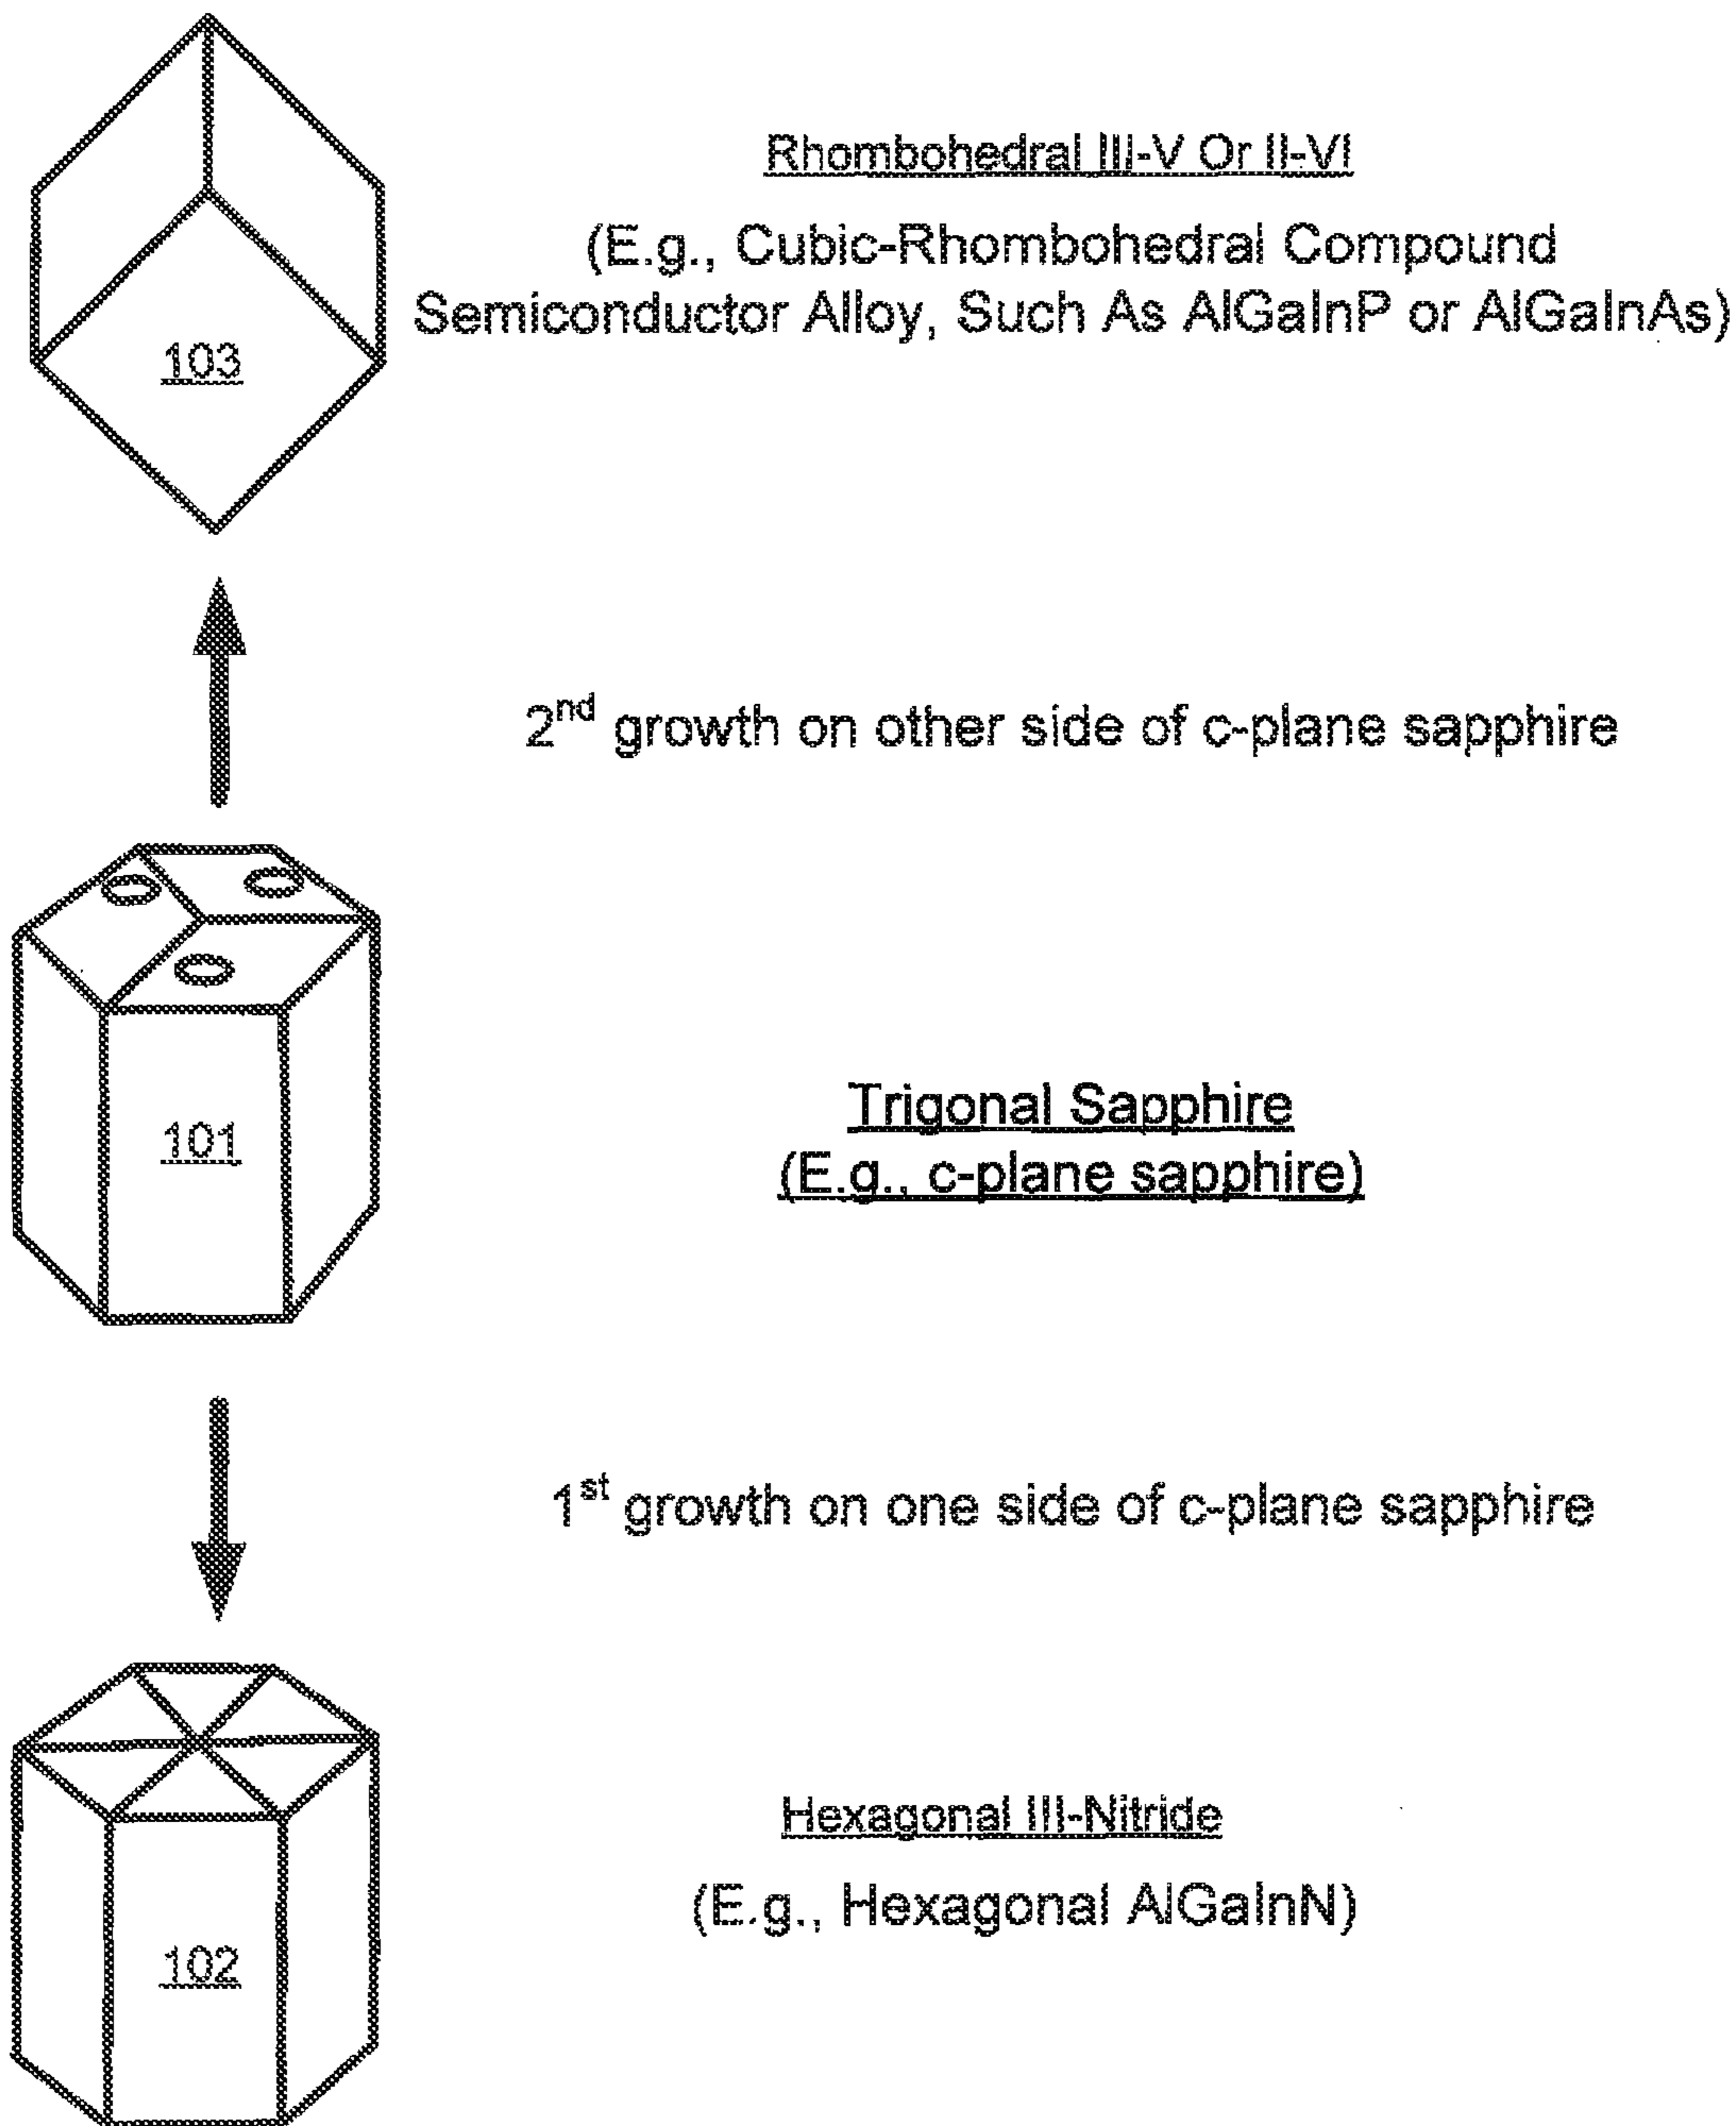 Rhombohedral III-V Or II-VI
(E.g., Cubic-Rhombohedral Compound
Semiconductor Alloy, Such As AlGaInP or AlGaInAs)
103
2nd growth on other side of c-plane sapphire
101
Trigonal Sapphire
(E.g., c-plane sapphire)
1st growth on one side of c-plane sapphire
Hexagonal III-Nitride
(E.g., Hexagonal AlGaInN)
102